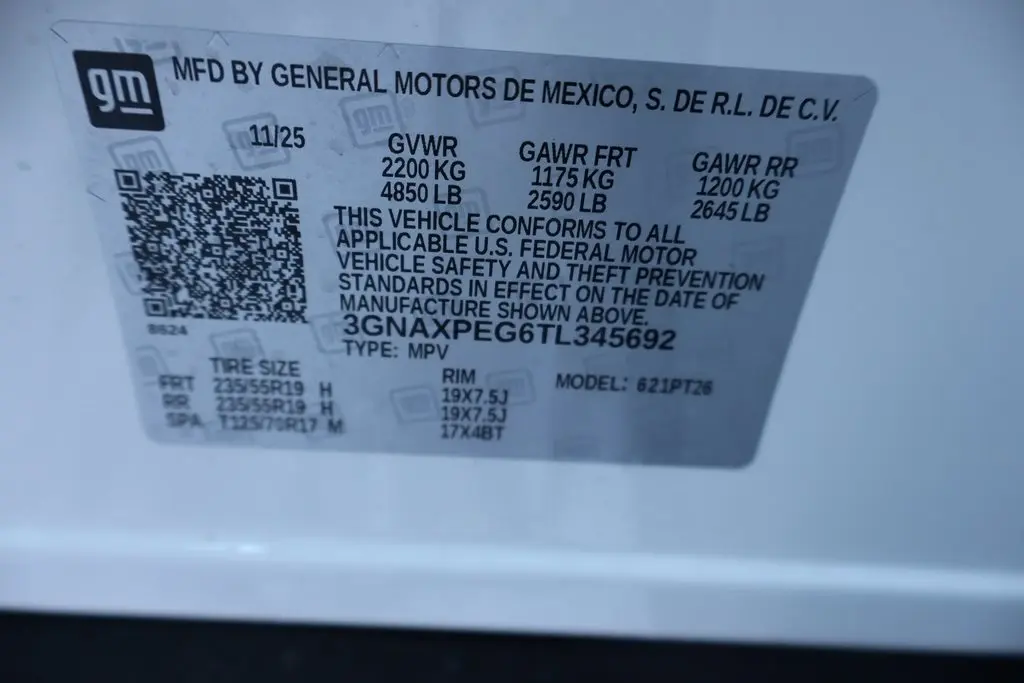 gm MFD BY GENERAL MOTORS DE MEXICO, S. DE R.L. DE C.V.
11/25 GVWR GAWR FRT GAWR RR
2200 KG 1175 KG 1200 KG
4850 LB 2590 LB 2645 LB
THIS VEHICLE CONFORMS TO ALL
APPLICABLE U.S. FEDERAL MOTOR
VEHICLE SAFETY AND THEFT PREVENTION
STANDARDS IN EFFECT ON THE DATE OF
MANUFACTURE SHOWN ABOVE.
8624
3GNAXPEG6TL345692
TYPE: MPV
TIRE SIZE RIM MODEL: 621PT26
FRT 235/55R19 H 19X7.5J
RR 235/55R19 H 19X7.5J
SPA T125/70R17 M 17X4BT